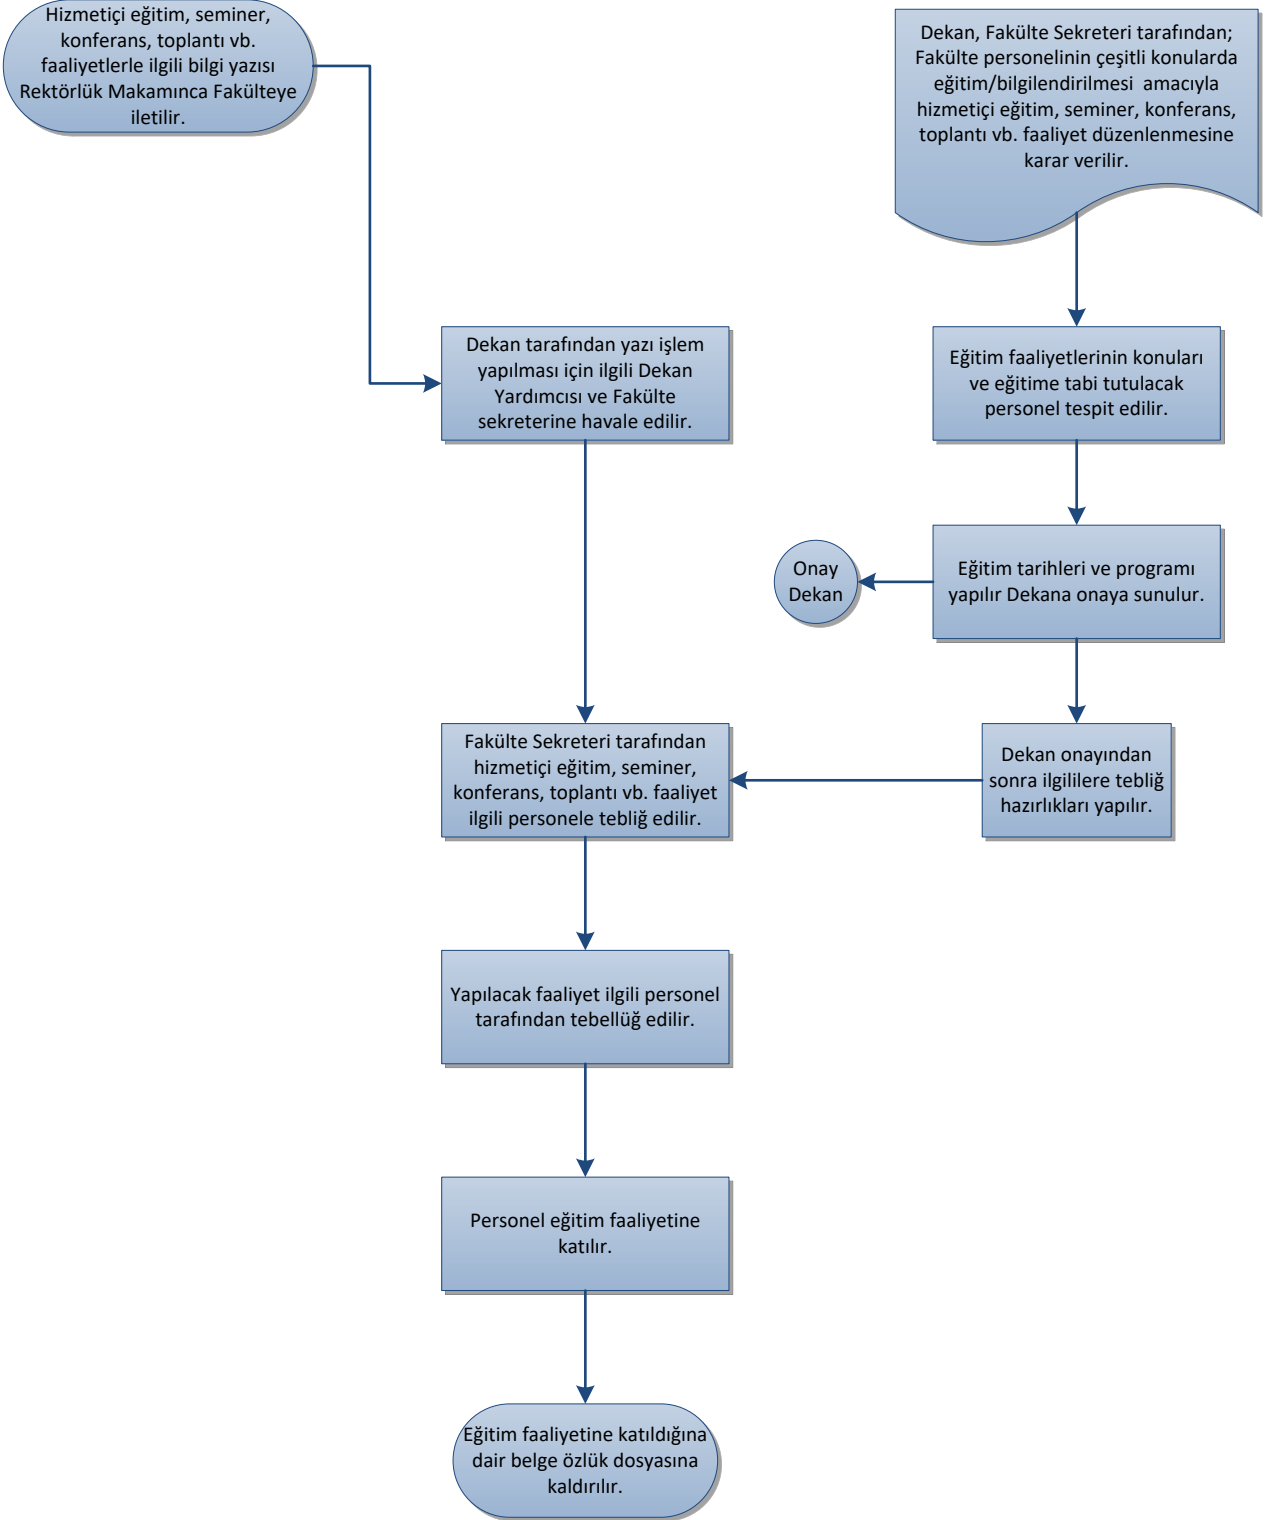 Hizmetiçi eğitim, seminer,
konferans, toplantı vb.
faaliyetlerle ilgili bilgi yazısı
Rektörlük Makamınca Fakülteye
iletilir.
Dekan, Fakülte Sekreteri tarafından;
Fakülte personelinin çeşitli konularda
eğitim/bilgilendirilmesi amacıyla
hizmetiçi eğitim, seminer, konferans,
toplantı vb. faaliyet düzenlenmesine
karar verilir.
Dekan tarafından yazı işlem
yapılması için ilgili Dekan
Yardımcısı ve Fakülte
sekreterine havale edilir.
Eğitim faaliyetlerinin konuları
ve eğitime tabi tutulacak
personel tespit edilir.
Onay
Dekan
Eğitim tarihleri ve programı
yapılır Dekana onaya sunulur.
Fakülte Sekreteri tarafından
hizmetiçi eğitim, seminer,
konferans, toplantı vb. faaliyet
ilgili personele tebliğ edilir.
Dekan onayından
sonra ilgililere tebliğ
hazırlıkları yapılır.
Yapılacak faaliyet ilgili personel
tarafından tebellüğ edilir.
Personel eğitim faaliyetine
katılır.
Eğitim faaliyetine katıldığına
dair belge özlük dosyasına
kaldırılır.